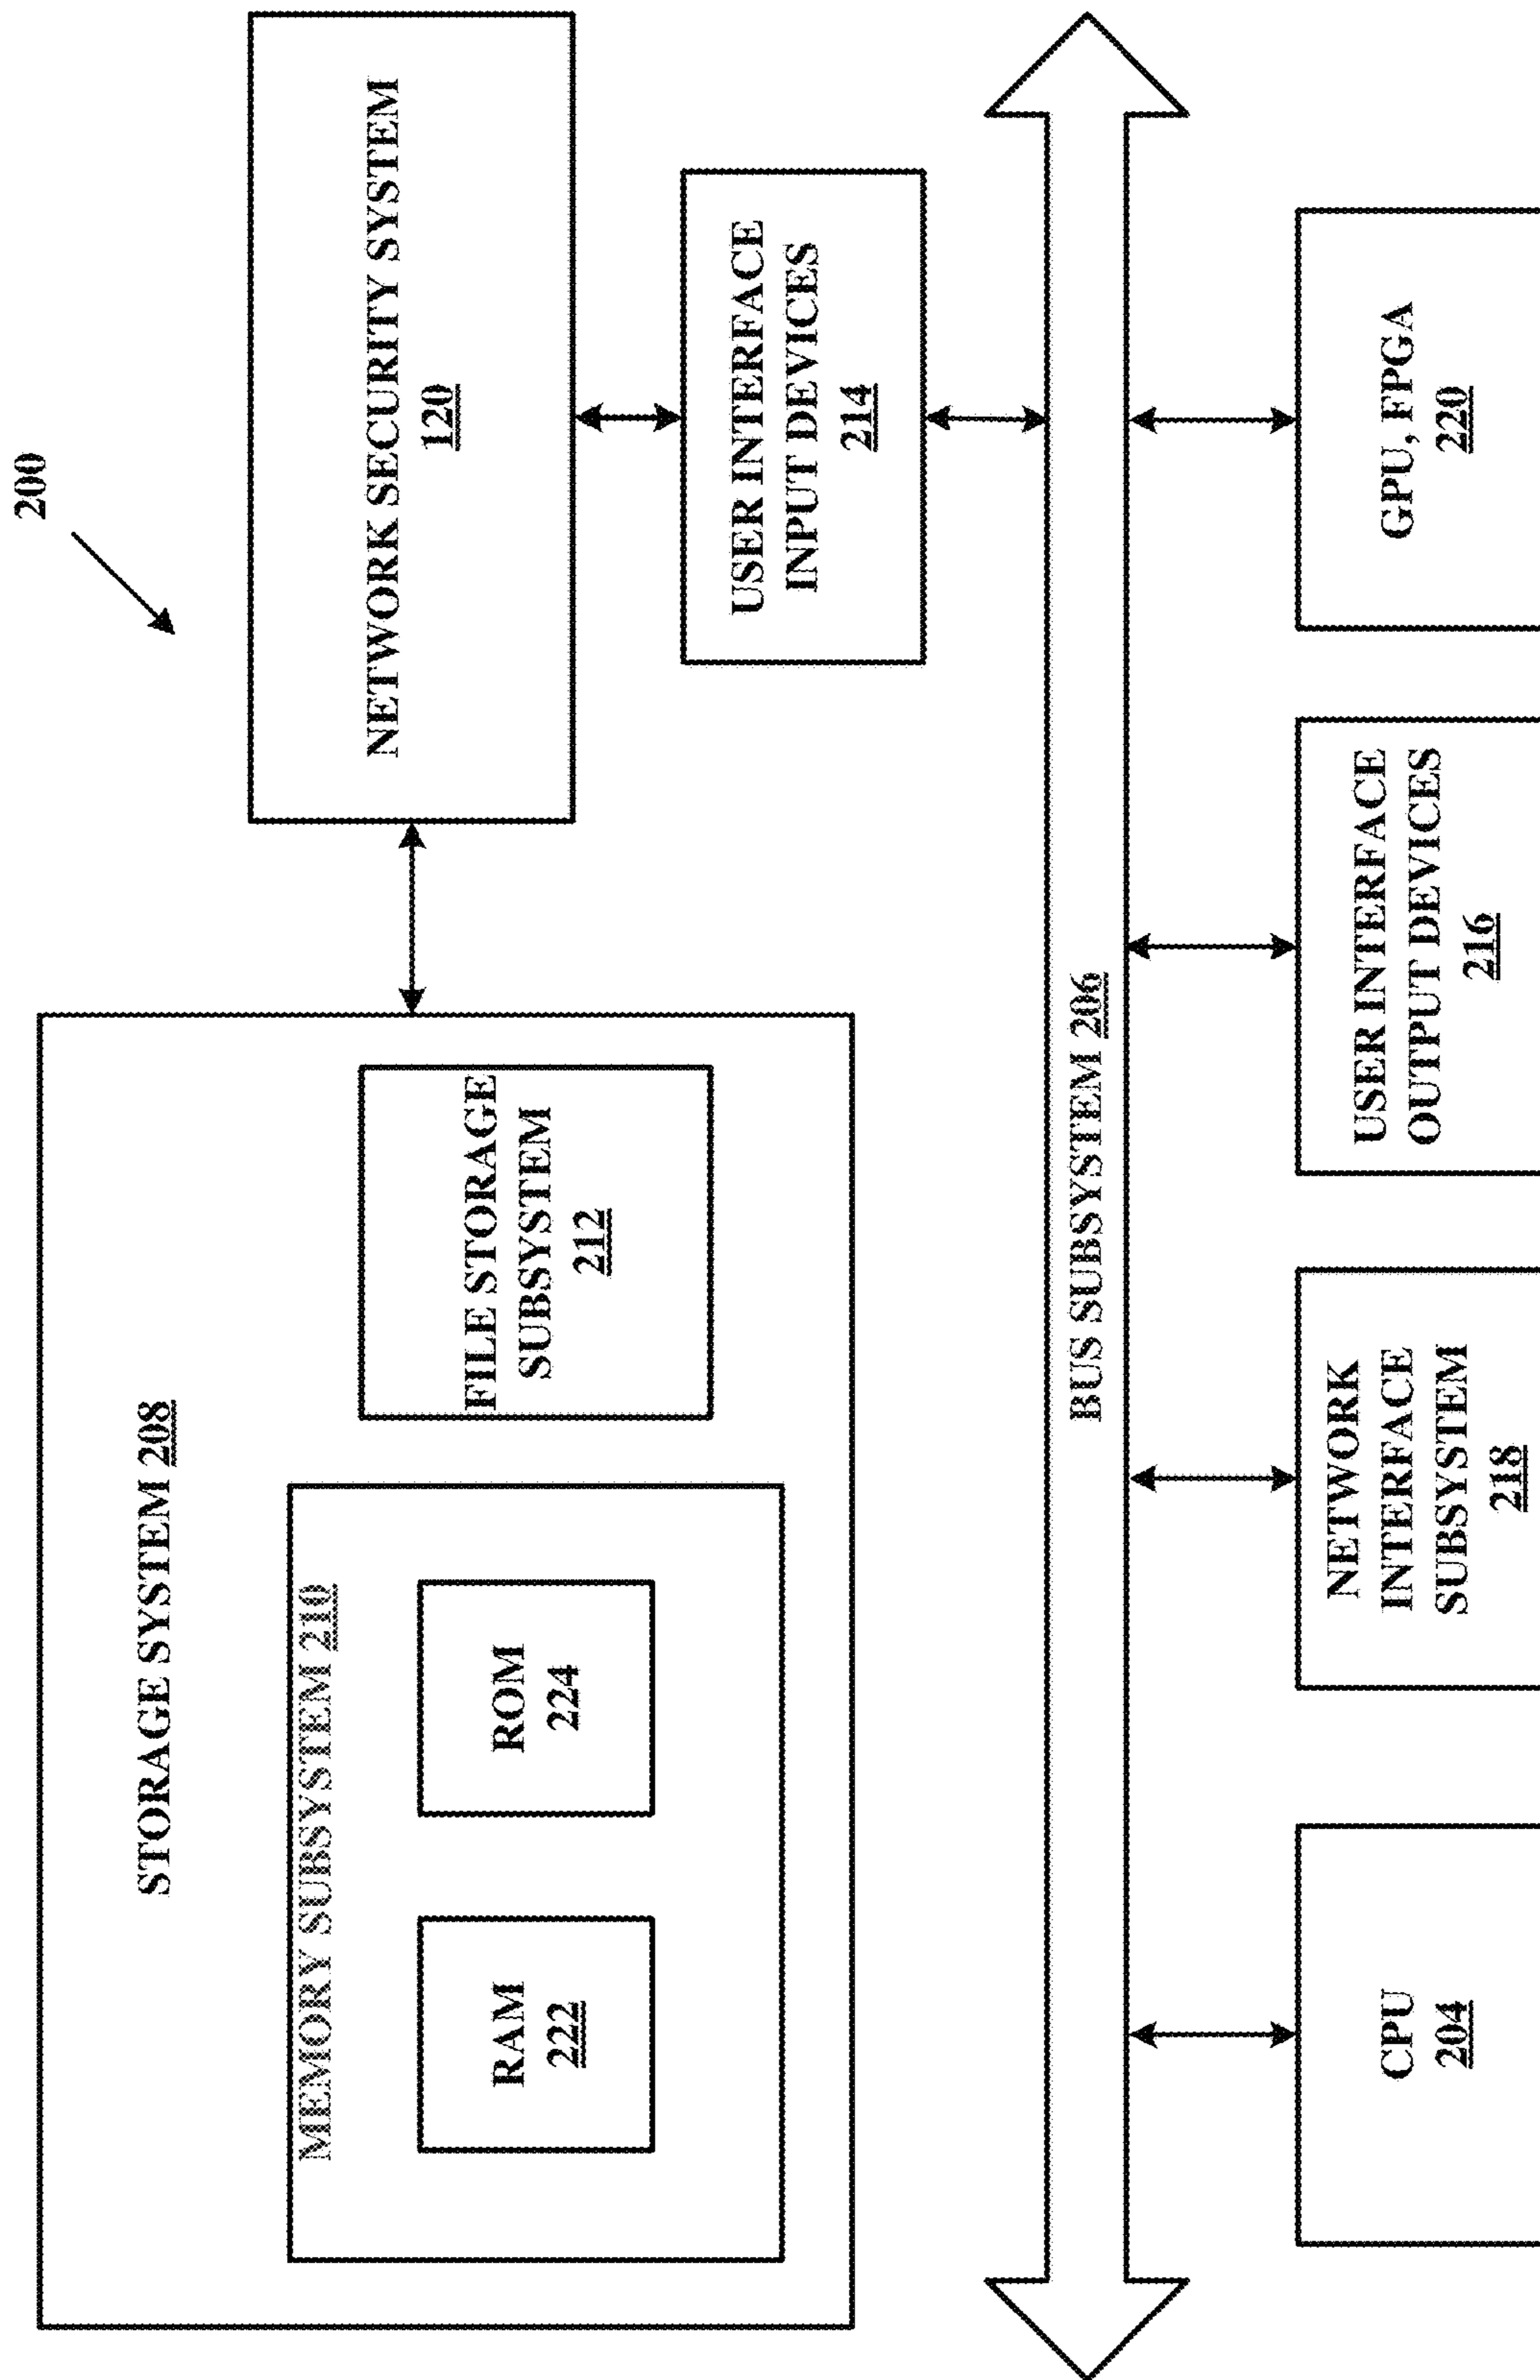 200
STORAGE SYSTEM 208
MEMORY SUBSYSTEM 210
RAM
222
ROM
224
FILE STORAGE
SUBSYSTEM
212
NETWORK SECURITY SYSTEM
120
USER INTERFACE
INPUT DEVICES
214
BUS SUBSYSTEM 206
CPU
204
NETWORK
INTERFACE
SUBSYSTEM
218
USER INTERFACE
OUTPUT DEVICES
216
GPU, FPGA
220